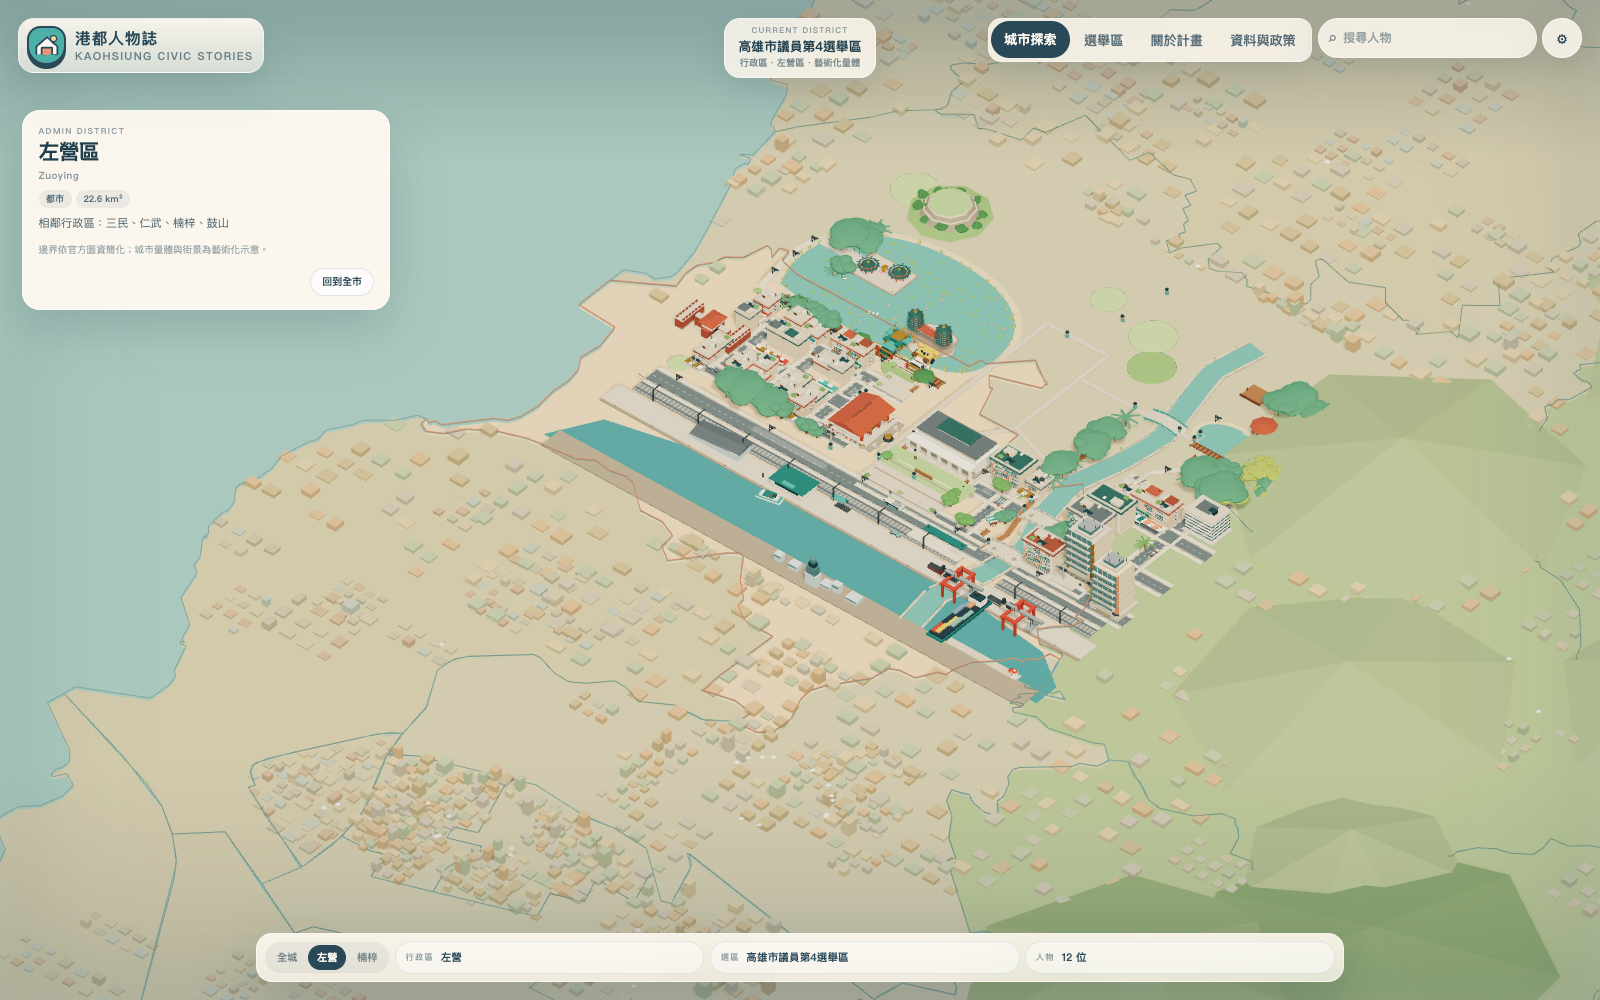 港都人物誌
KAOHSIUNG CIVIC STORIES
CURRENT DISTRICT
高雄市議員第4選舉區
行政區 · 左營區 · 藝術化量體
城市探索
選舉區
關於計畫
資料與政策
搜尋人物
ADMIN DISTRICT
左營區
Zuoying
都市
22.6 km²
相鄰行政區：三民、仁武、楠梓、鼓山
邊界依官方圖資簡化；城市量體與街景為藝術化示意。
回到全市
全城
左營
楠梓
行政區 左營
選區 高雄市議員第4選舉區
人物 12 位